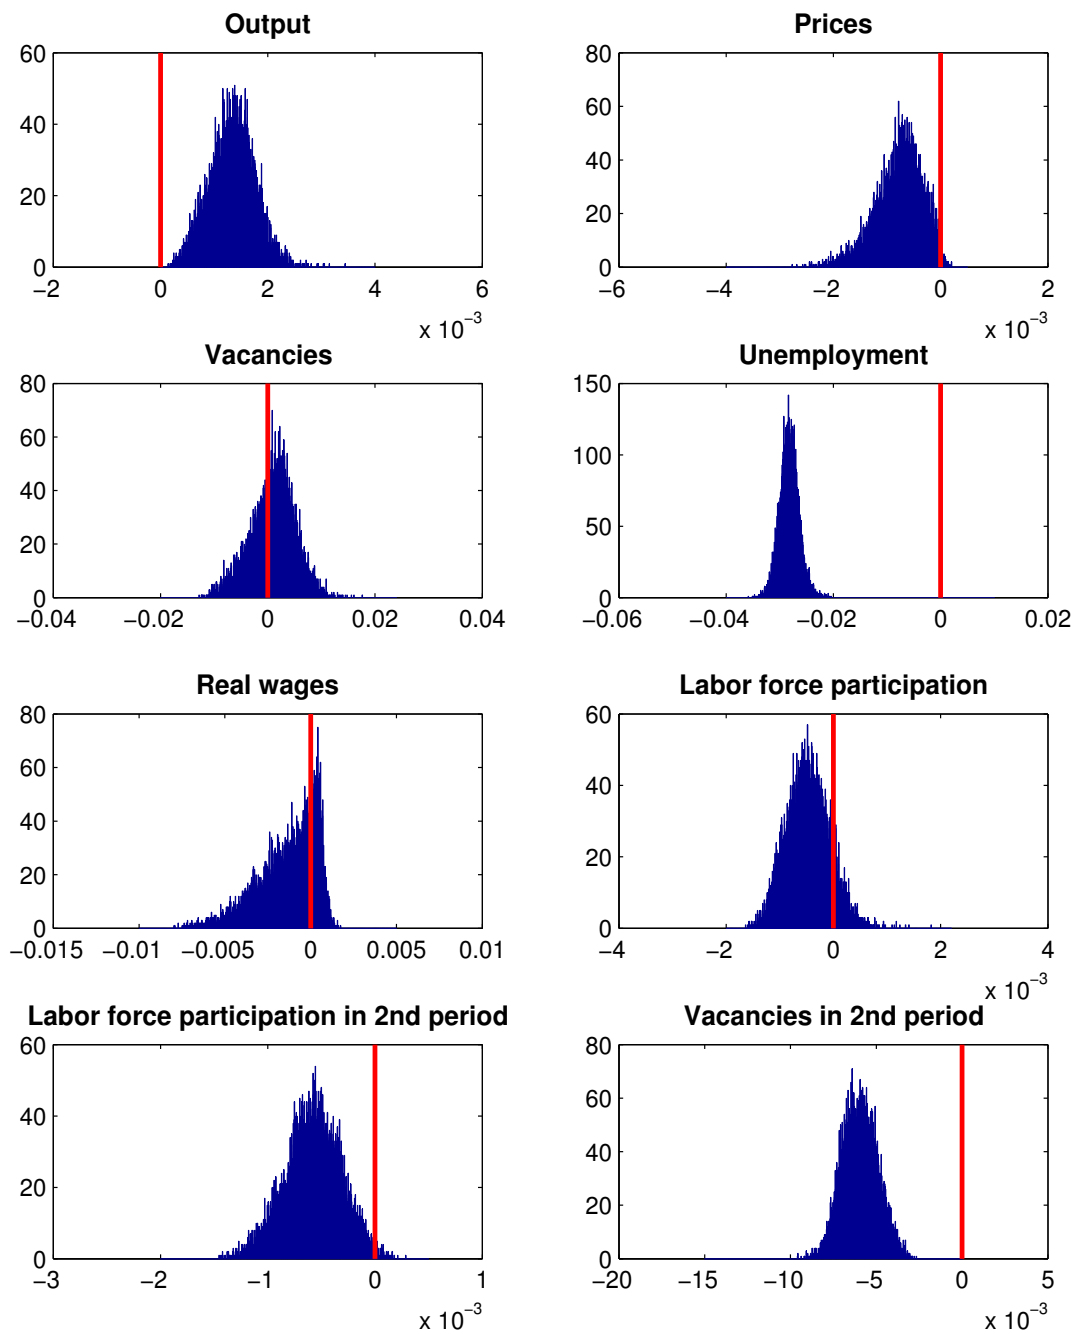 Output
60
40
20
0
−2 0 2 4 6
x 10−3
Prices
80
60
40
20
0
−6 −4 −2 0 2
x 10−3
Vacancies
80
60
40
20
0
−0.04 −0.02 0 0.02 0.04
Unemployment
150
100
50
0
−0.06 −0.04 −0.02 0 0.02
Real wages
80
60
40
20
0
−0.015 −0.01 −0.005 0 0.005 0.01
Labor force participation
60
40
20
0
−4 −2 0 2 4
x 10−3
Labor force participation in 2nd period
60
40
20
0
−3 −2 −1 0 1
x 10−3
Vacancies in 2nd period
80
60
40
20
0
−20 −15 −10 −5 0 5
x 10−3